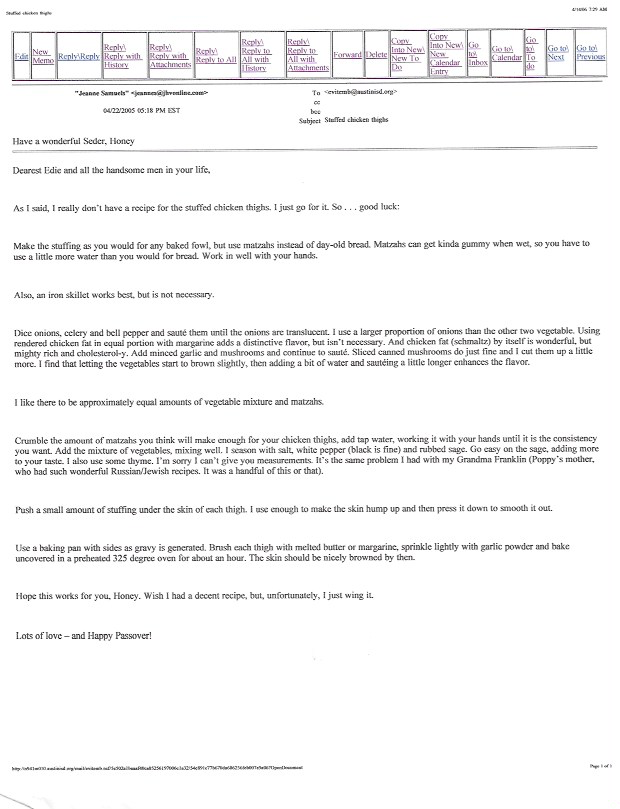 Stuffed chicken thighs
4/14/06 7:29 AM
Edit
New Memo
Reply\Reply
Reply\ Reply with History
Reply\ Reply with Attachments
Reply\ Reply to All
Reply\ Reply to All with History
Reply\ Reply to All with Attachments
Forward
Delete
Copy Into New\ New To Do
Copy Into New\ New Calendar Entry
Go to\ Inbox
Go to\ Calendar
Go to\ To do
Go to\ Next
Go to\ Previous
"Jeanne Samuels" <jeannes@jhvonline.com>
04/22/2005 05:18 PM EST
To <evitemb@austinisd.org>
cc
bcc
Subject Stuffed chicken thighs
Have a wonderful Seder, Honey
Dearest Edie and all the handsome men in your life,
As I said, I really don't have a recipe for the stuffed chicken thighs. I just go for it. So . . . good luck:
Make the stuffing as you would for any baked fowl, but use matzahs instead of day-old bread. Matzahs can get kinda gummy when wet, so you have to
use a little more water than you would for bread. Work in well with your hands.
Also, an iron skillet works best, but is not necessary.
Dice onions, celery and bell pepper and sauté them until the onions are translucent. I use a larger proportion of onions than the other two vegetable. Using
rendered chicken fat in equal portion with margarine adds a distinctive flavor, but isn't necessary. And chicken fat (schmaltz) by itself is wonderful, but
mighty rich and cholesterol-y. Add minced garlic and mushrooms and continue to sauté. Sliced canned mushrooms do just fine and I cut them up a little
more. I find that letting the vegetables start to brown slightly, then adding a bit of water and sautéing a little longer enhances the flavor.
I like there to be approximately equal amounts of vegetable mixture and matzahs.
Crumble the amount of matzahs you think will make enough for your chicken thighs, add tap water, working it with your hands until it is the consistency
you want. Add the mixture of vegetables, mixing well. I season with salt, white pepper (black is fine) and rubbed sage. Go easy on the sage, adding more
to your taste. I also use some thyme. I'm sorry I can't give you measurements. It's the same problem I had with my Grandma Franklin (Poppy's mother,
who had such wonderful Russian/Jewish recipes. It was a handful of this or that).
Push a small amount of stuffing under the skin of each thigh. I use enough to make the skin hump up and then press it down to smooth it out.
Use a baking pan with sides as gravy is generated. Brush each thigh with melted butter or margarine, sprinkle lightly with garlic powder and bake
uncovered in a preheated 325 degree oven for about an hour. The skin should be nicely browned by then.
Hope this works for you, Honey. Wish I had a decent recipe, but, unfortunately, I just wing it.
Lots of love – and Happy Passover!
Page 1 of 1